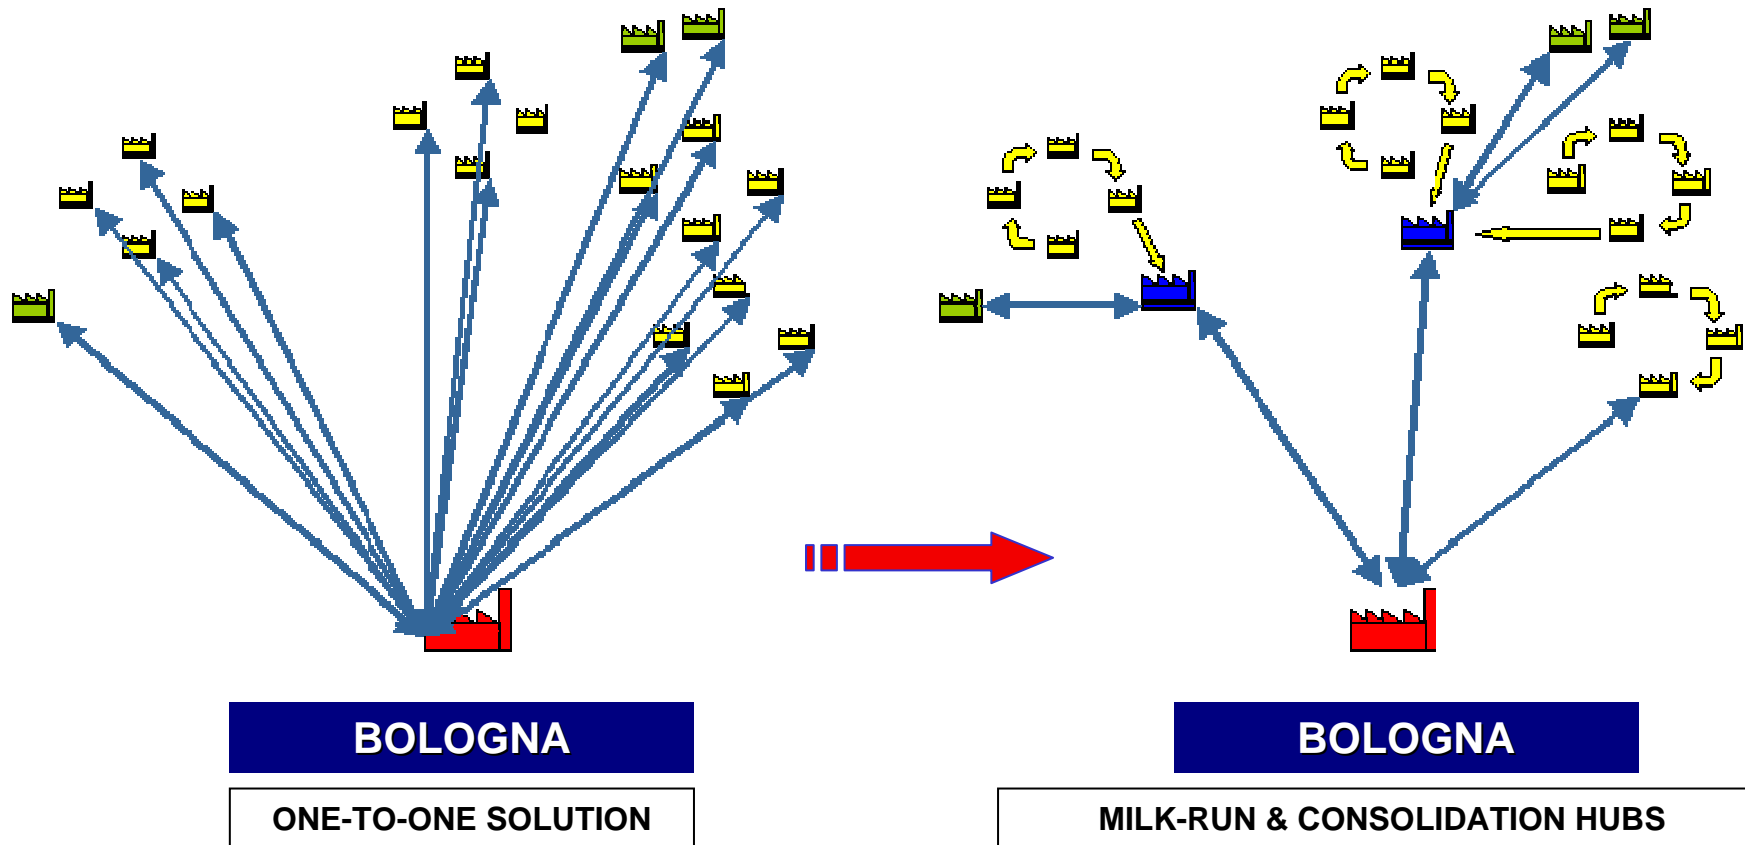 BOLOGNA
BOLOGNA
ONE-TO-ONE SOLUTION
MILK-RUN & CONSOLIDATION HUBS